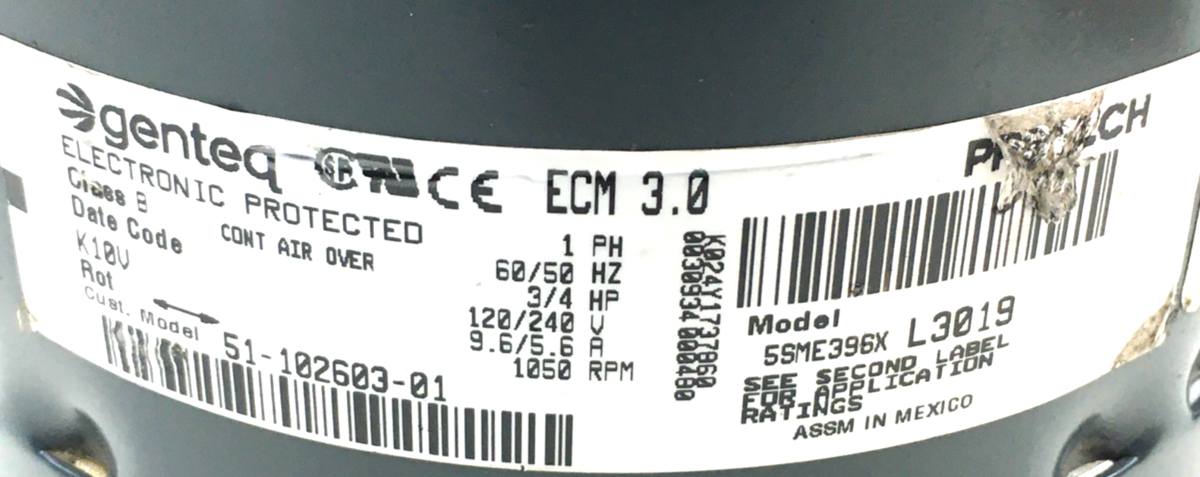 genteq
ELECTRONIC PROTECTED
Class B
CONT AIR OVER
Date Code
K10V
Rot
Cust. Model 51-102603-01
ECM 3.0
1 PH
60/50 HZ
3/4 HP
120/240 V
9.6/5.6 A
1050 RPM
CH
Model
5SME396X L3019
SEE SECOND LABEL
FOR APPLICATION
RATINGS
ASSM IN MEXICO